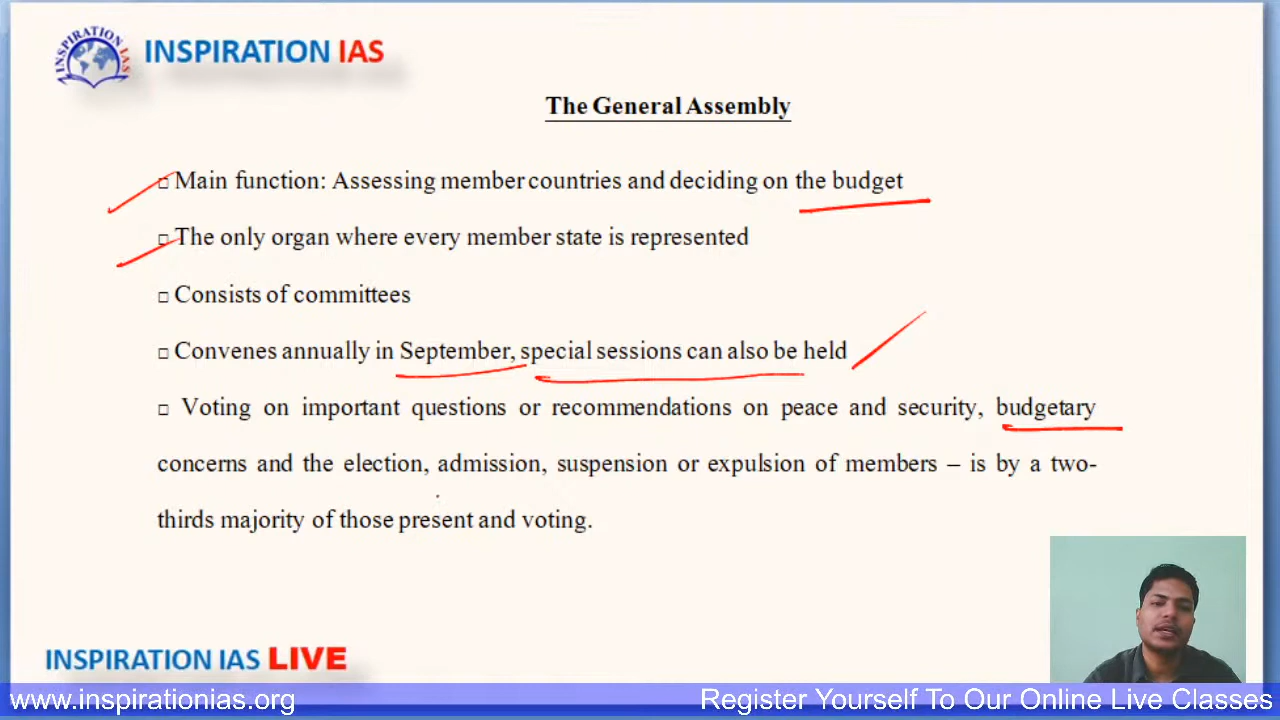 INSPIRATION IAS
INSPIRATION IAS
The General Assembly
□ Main function: Assessing member countries and deciding on the budget
□ The only organ where every member state is represented
□ Consists of committees
□ Convenes annually in September, special sessions can also be held
□ Voting on important questions or recommendations on peace and security, budgetary
concerns and the election, admission, suspension or expulsion of members – is by a two-
thirds majority of those present and voting.
INSPIRATION IAS LIVE
www.inspirationias.org
Register Yourself To Our Online Live Classes